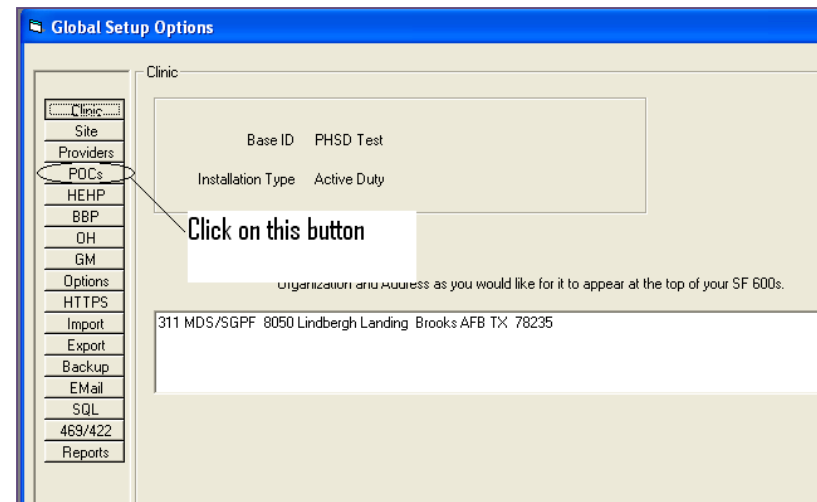 Global Setup Options
Clinic
Clinic
Site
Providers
POCs
HEHP
BBP
OH
GM
Options
HTTPS
Import
Export
Backup
EMail
SQL
469/422
Reports
Base ID PHSD Test
Installation Type Active Duty
Click on this button
Organization and Address as you would like for it to appear at the top of your SF 600s.
311 MDS/SGPF 8050 Lindbergh Landing Brooks AFB TX 78235